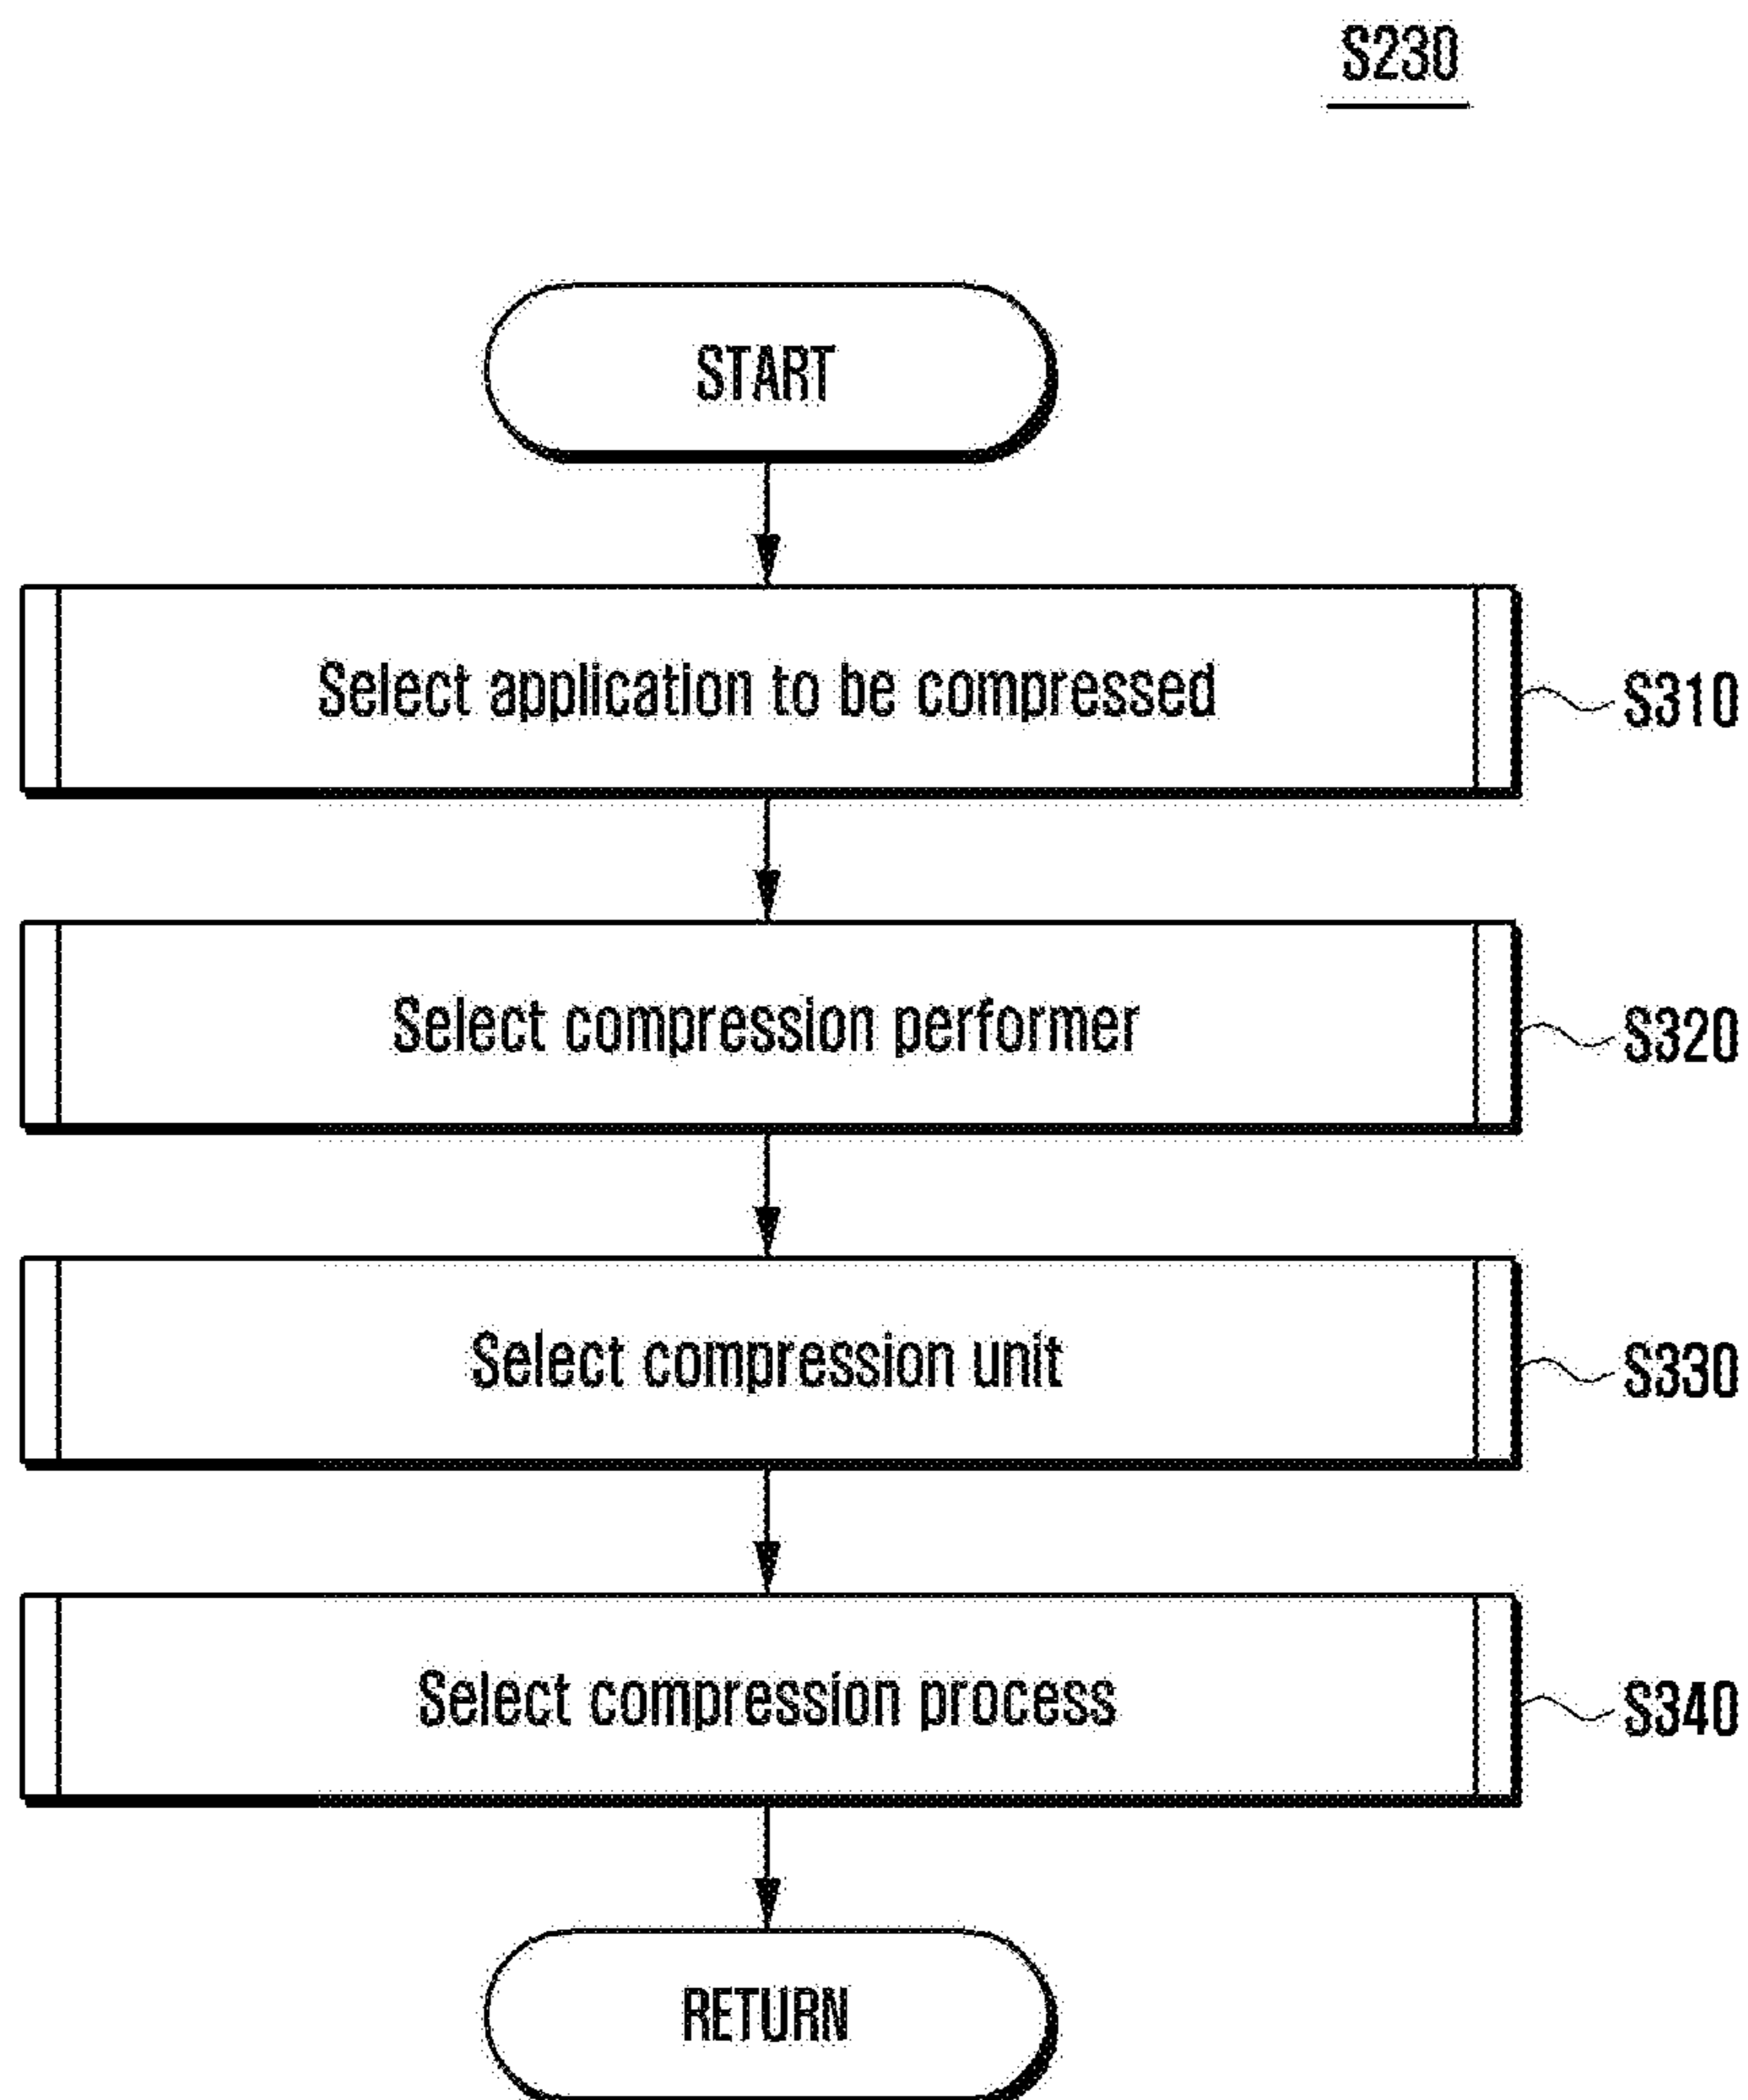 S230
START
Select application to be compressed
S310
Select compression performer
S320
Select compression unit
S330
Select compression process
S340
RETURN